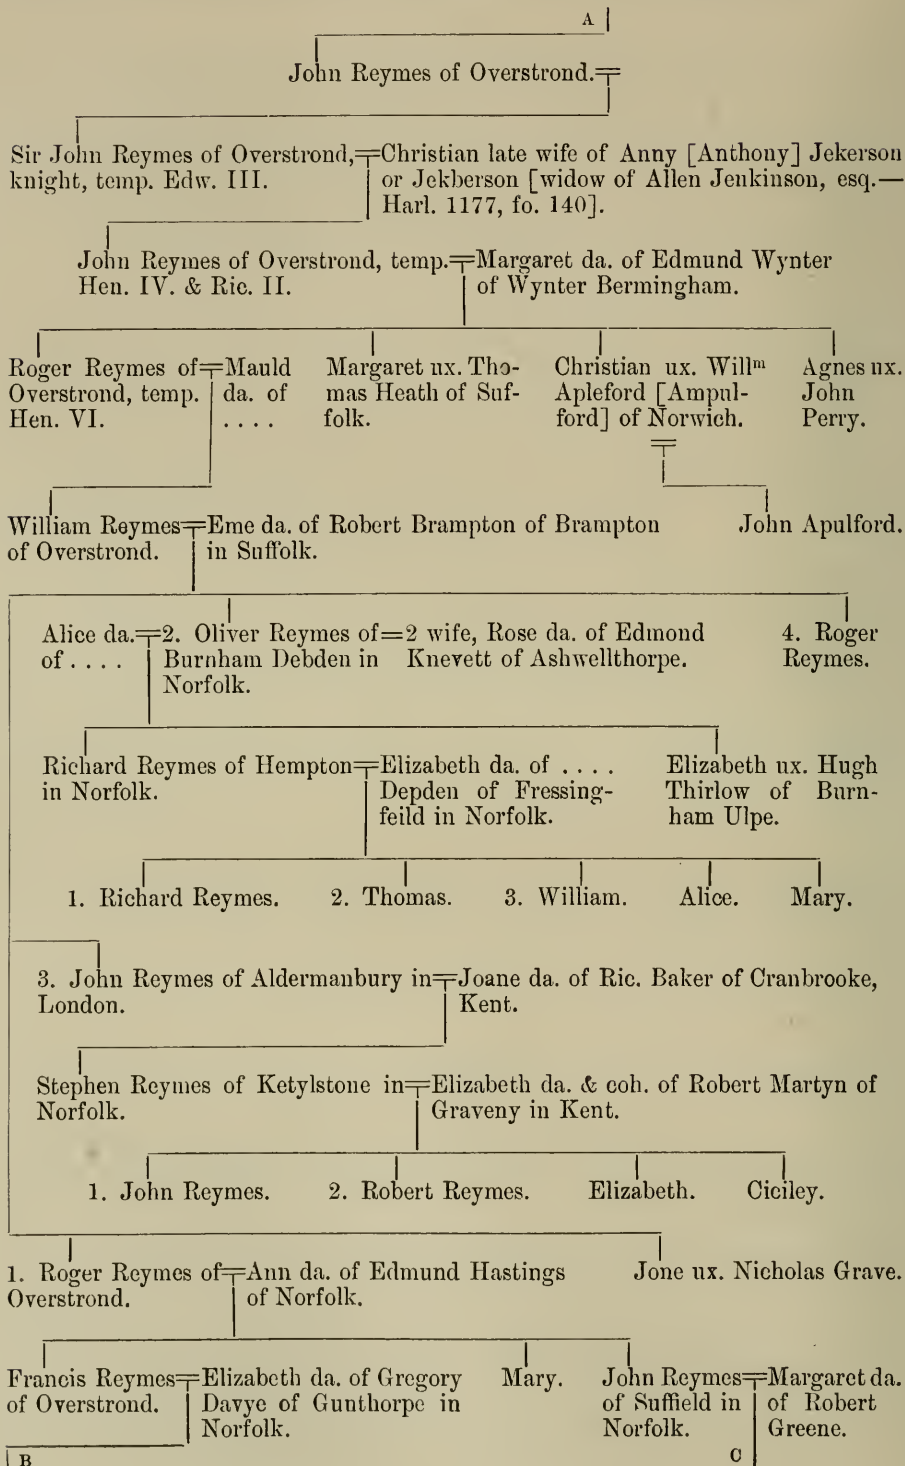 A
John Reymes of Overstrond.
Sir John Reymes of Overstrond,
knight, temp. Edw. III.
Christian late wife of Anny [Anthony] Jekerson
or Jekberson [widow of Allen Jenkinson, esq.—
Harl. 1177, fo. 140].
John Reymes of Overstrond, temp.
Hen. IV. & Ric. II.
Margaret da. of Edmund Wynter
of Wynter Bermingham.
Roger Reymes of
Overstrond, temp.
Hen. VI.
Mauld
da. of
. . . .
Margaret ux. Tho-
mas Heath of Suf-
folk.
Christian ux. Willm
Apleford [Ampul-
ford] of Norwich.
Agnes ux.
John
Perry.
William Reymes
of Overstrond.
Eme da. of Robert Brampton of Brampton
in Suffolk.
John Apulford.
Alice da.
of . . . .
2. Oliver Reymes of
Burnham Debden in
Norfolk.
2 wife, Rose da. of Edmond
Knevett of Ashwellthorpe.
4. Roger
Reymes.
Richard Reymes of Hempton
in Norfolk.
Elizabeth da. of . . . .
Depden of Fressing-
feild in Norfolk.
Elizabeth ux. Hugh
Thirlow of Burn-
ham Ulpe.
1. Richard Reymes. 2. Thomas. 3. William. Alice. Mary.
3. John Reymes of Aldermanbury in
London.
Joane da. of Ric. Baker of Cranbrooke,
Kent.
Stephen Reymes of Ketylstone in
Norfolk.
Elizabeth da. & coh. of Robert Martyn of
Graveny in Kent.
1. John Reymes. 2. Robert Reymes. Elizabeth. Ciciley.
1. Roger Reymes of
Overstrond.
Ann da. of Edmund Hastings
of Norfolk.
Jone ux. Nicholas Grave.
Francis Reymes
of Overstrond.
Elizabeth da. of Gregory
Davye of Gunthorpe in
Norfolk.
Mary.
John Reymes
of Suffield in
Norfolk.
Margaret da.
of Robert
Greene.
B
C